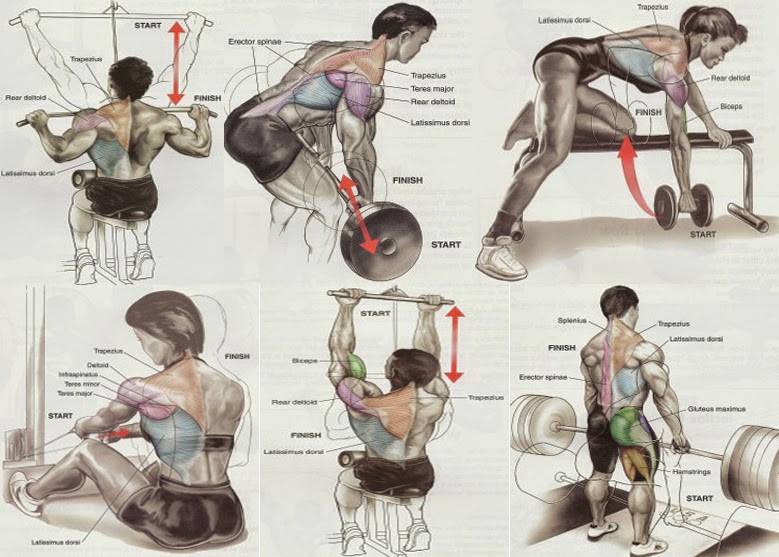 START
Trapezius
Rear deltoid
FINISH
Latissimus dorsi
Erector spinae
Trapezius
Teres major
Rear deltoid
Latissimus dorsi
FINISH
START
Trapezius
Latissimus dorsi
Rear deltoid
Biceps
FINISH
START
Trapezius
FINISH
Deltoid
Infraspinatus
Teres minor
Teres major
START
Latissimus dorsi
START
Biceps
Rear deltoid
Trapezius
FINISH
Latissimus dorsi
Splenius
Trapezius
FINISH
Latissimus dorsi
Erector spinae
Gluteus maximus
Hamstrings
START